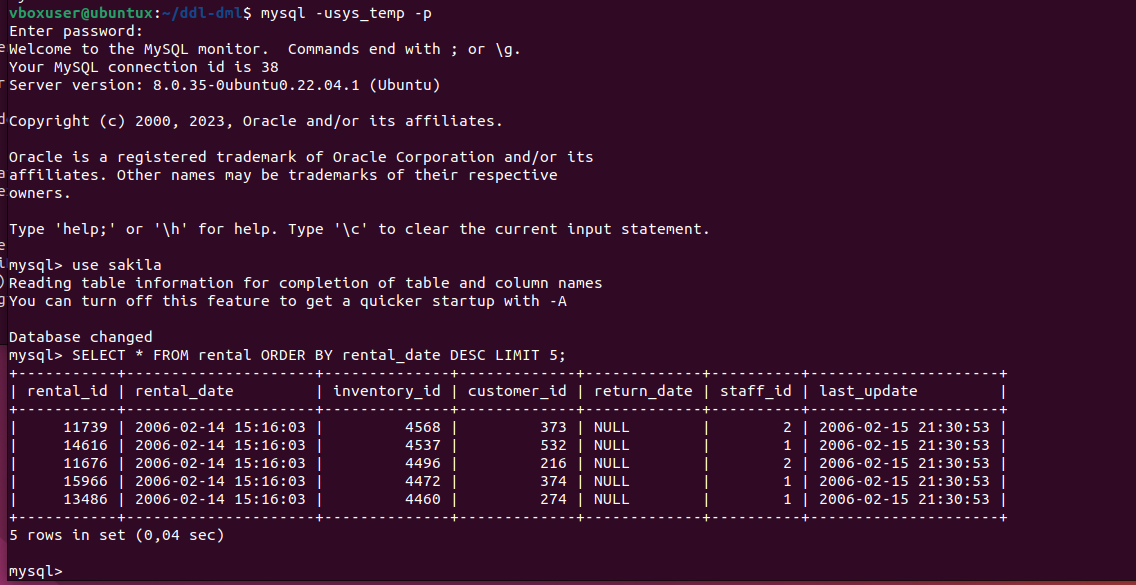 vboxuser@ubuntux:~/ddl-dml$ mysql -usys_temp -p
Enter password:
Welcome to the MySQL monitor.  Commands end with ; or \g.
Your MySQL connection id is 38
Server version: 8.0.35-0ubuntu0.22.04.1 (Ubuntu)

Copyright (c) 2000, 2023, Oracle and/or its affiliates.

Oracle is a registered trademark of Oracle Corporation and/or its
affiliates. Other names may be trademarks of their respective
owners.

Type 'help;' or '\h' for help. Type '\c' to clear the current input statement.

mysql> use sakila
Reading table information for completion of table and column names
You can turn off this feature to get a quicker startup with -A

Database changed
mysql> SELECT * FROM rental ORDER BY rental_date DESC LIMIT 5;
+-----------+---------------------+--------------+-------------+-------------+----------+---------------------+
| rental_id | rental_date         | inventory_id | customer_id | return_date | staff_id | last_update         |
+-----------+---------------------+--------------+-------------+-------------+----------+---------------------+
|     11739 | 2006-02-14 15:16:03 |         4568 |         373 | NULL        |        2 | 2006-02-15 21:30:53 |
|     14616 | 2006-02-14 15:16:03 |         4537 |         532 | NULL        |        1 | 2006-02-15 21:30:53 |
|     11676 | 2006-02-14 15:16:03 |         4496 |         216 | NULL        |        2 | 2006-02-15 21:30:53 |
|     15966 | 2006-02-14 15:16:03 |         4472 |         374 | NULL        |        1 | 2006-02-15 21:30:53 |
|     13486 | 2006-02-14 15:16:03 |         4460 |         274 | NULL        |        1 | 2006-02-15 21:30:53 |
+-----------+---------------------+--------------+-------------+-------------+----------+---------------------+
5 rows in set (0,04 sec)

mysql>